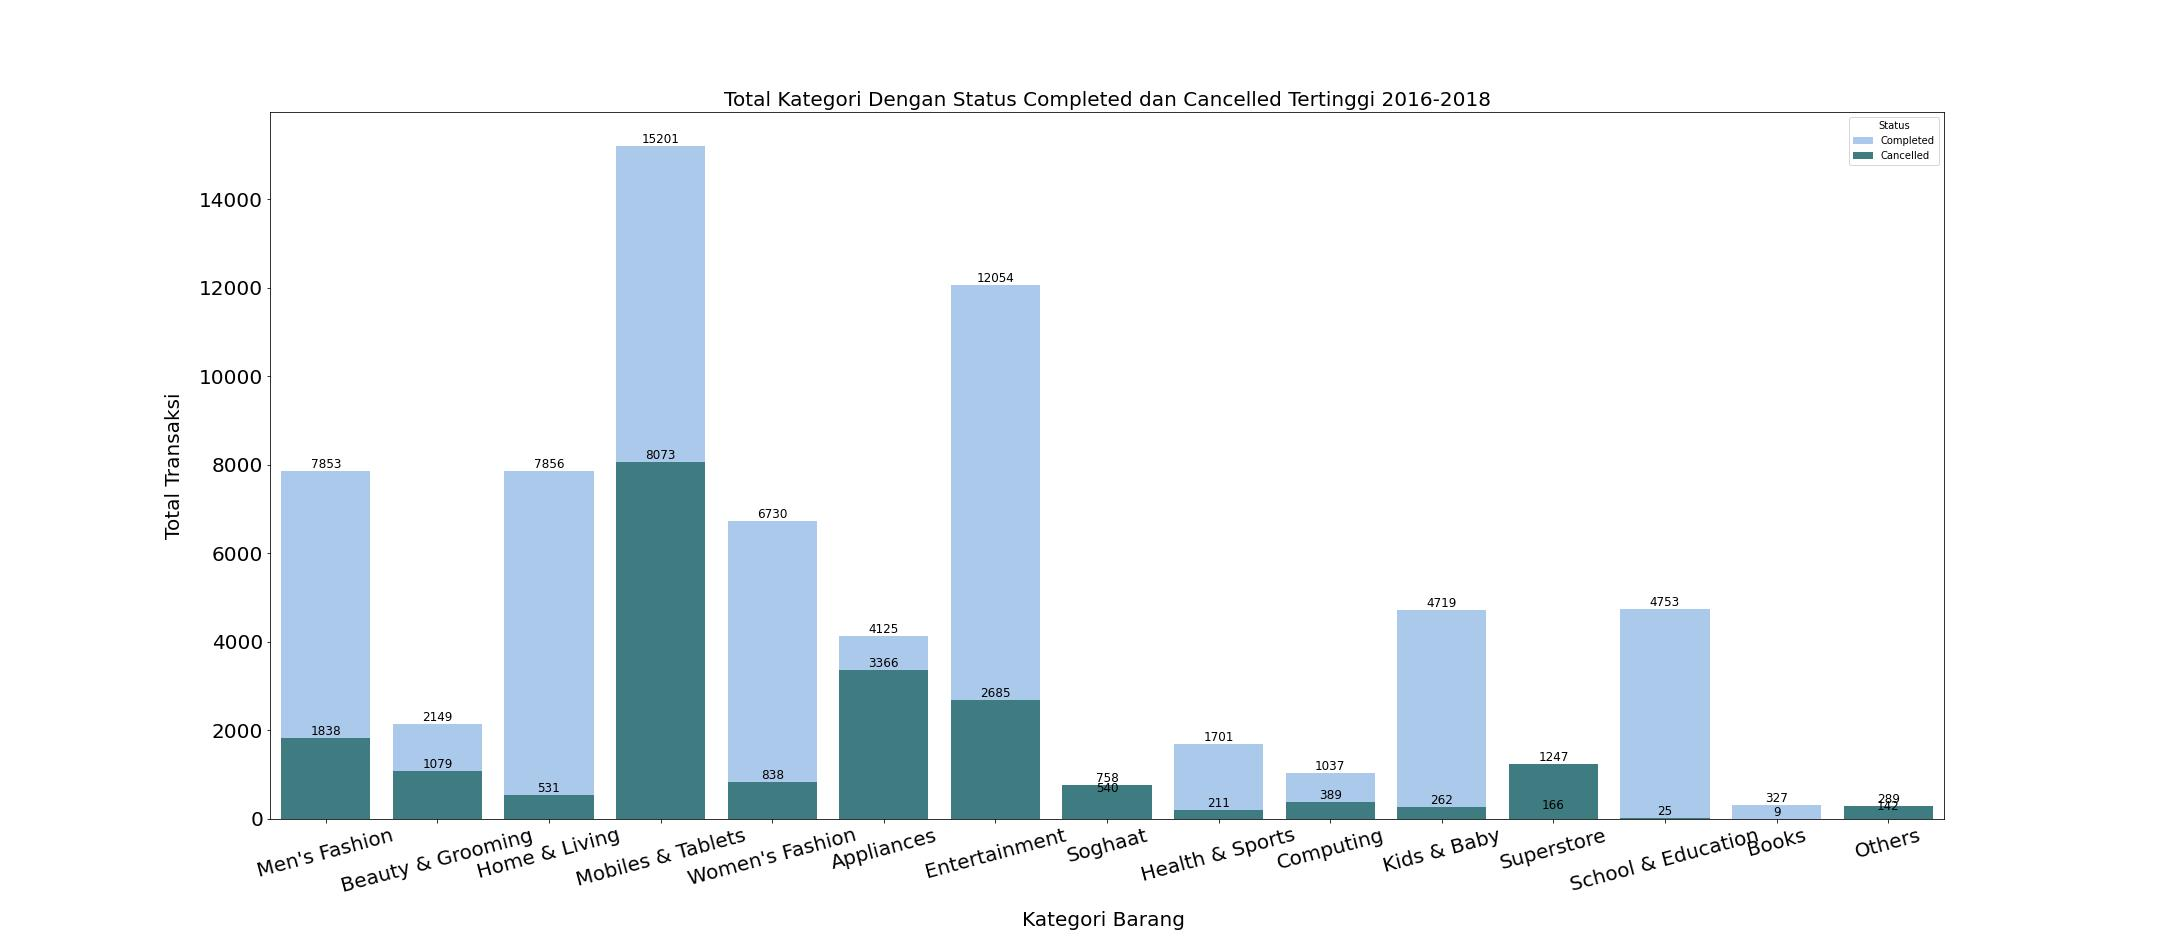 Total Kategori Dengan Status Completed dan Cancelled Tertinggi 2016-2018
Status
Completed
Cancelled
Total Transaksi
14000
12000
10000
8000
6000
4000
2000
0
7853
1838
2149
1079
7856
531
15201
8073
6730
838
4125
3366
12054
2685
758
540
1701
211
1037
389
4719
262
1247
166
4753
25
327
9
289
142
Men's Fashion
Beauty & Grooming
Home & Living
Mobiles & Tablets
Women's Fashion
Appliances
Entertainment
Soghaat
Health & Sports
Computing
Kids & Baby
Superstore
School & Education
Books
Others
Kategori Barang